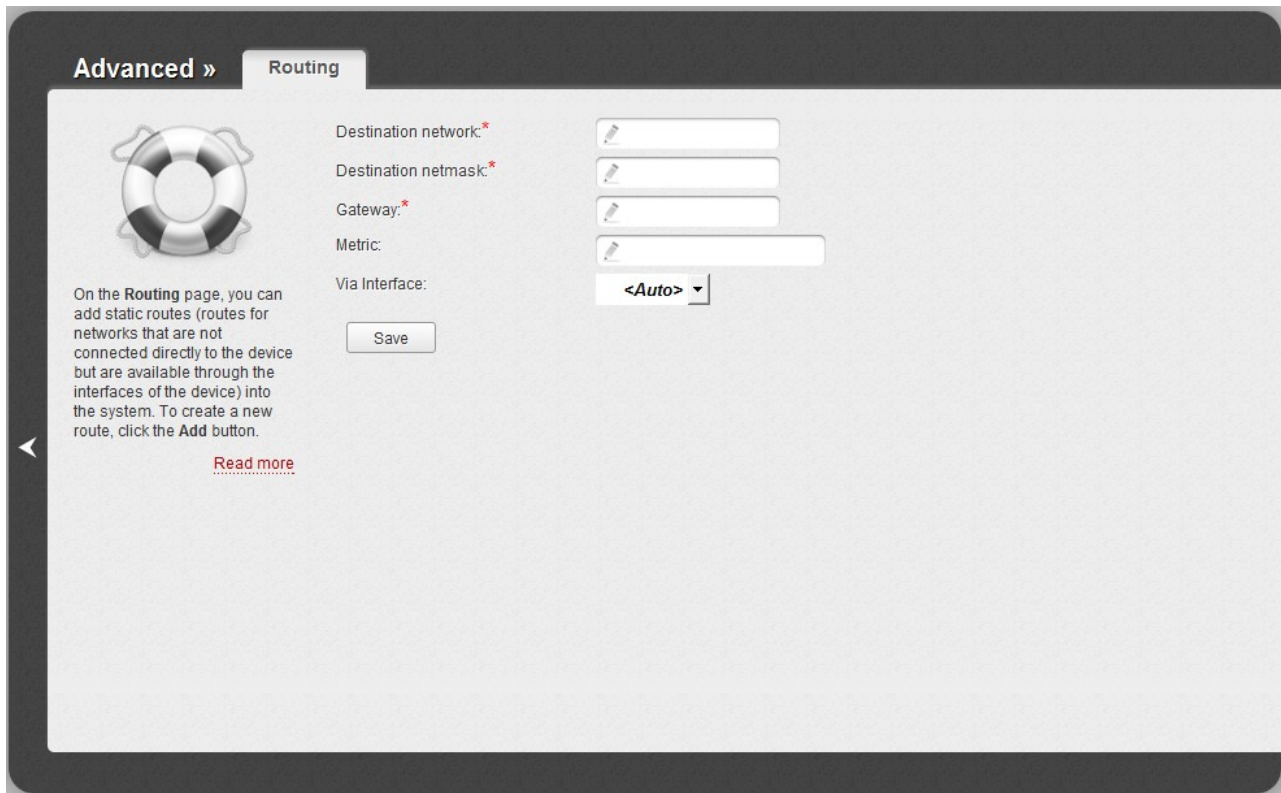 Advanced »
Routing
Destination network:*
Destination netmask:*
Gateway:*
Metric:
Via Interface:
<Auto>
Save
On the Routing page, you can
add static routes (routes for
networks that are not
connected directly to the device
but are available through the
interfaces of the device) into
the system. To create a new
route, click the Add button.
Read more